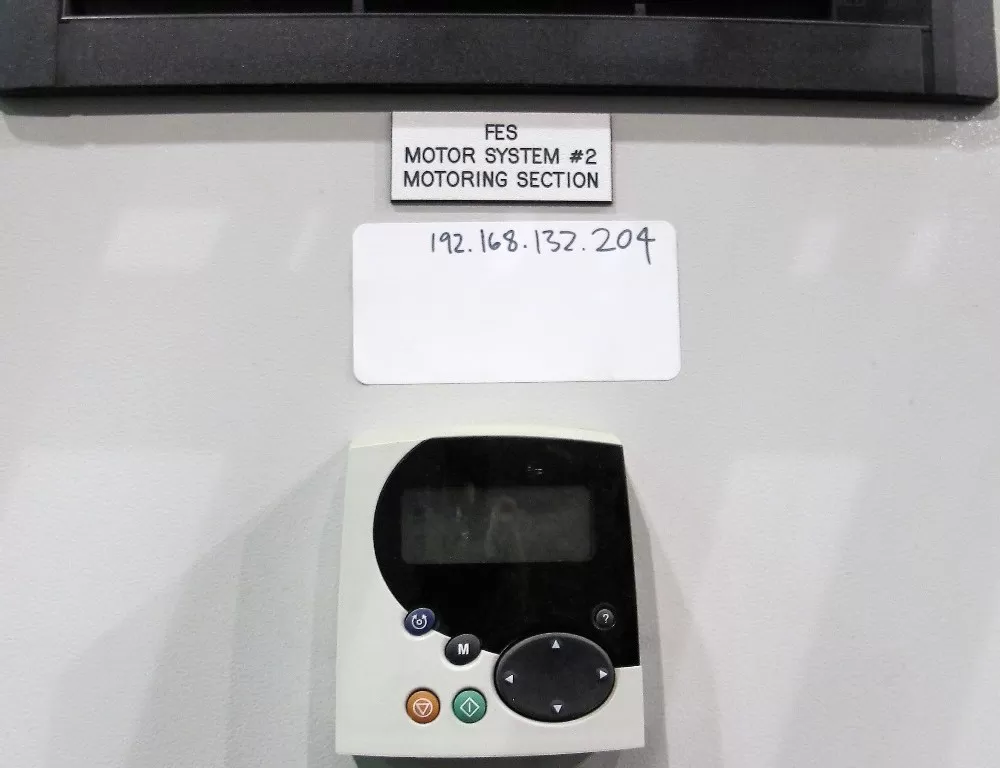 FES
MOTOR SYSTEM #2
MOTORING SECTION
192.168.132.204
?
M